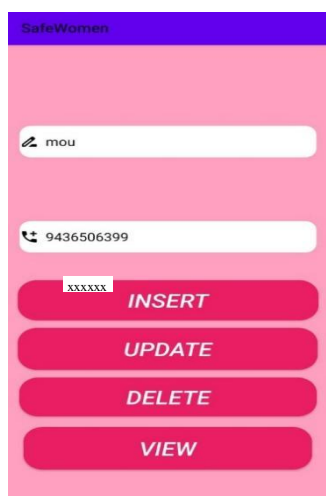 SafeWomen
mou
9436506399
xxxxxx
INSERT
UPDATE
DELETE
VIEW